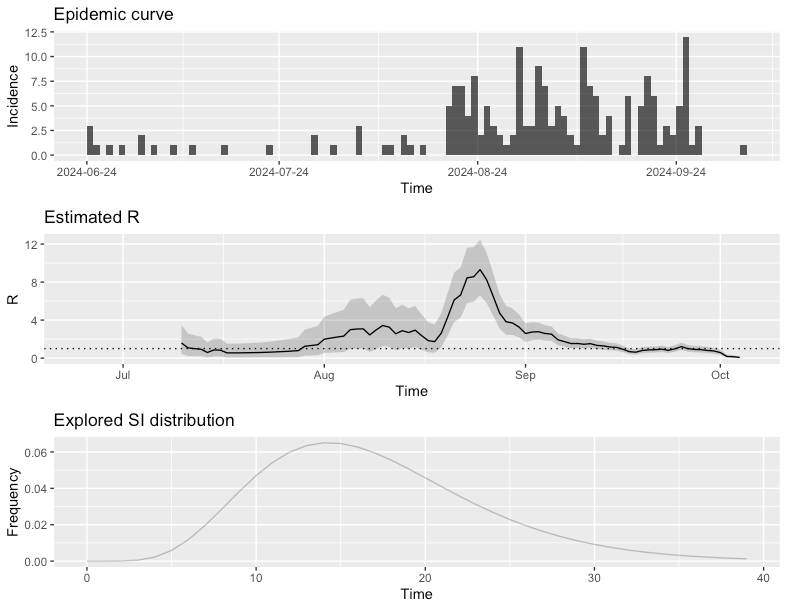 Epidemic curve
12.5
10.0
7.5
5.0
2.5
0.0
Incidence
2024-06-24 2024-07-24 2024-08-24 2024-09-24
Time
Estimated R
12
8
4
0
R
Jul Aug Sep Oct
Time
Explored SI distribution
0.06
0.04
0.02
0.00
Frequency
0 10 20 30 40
Time